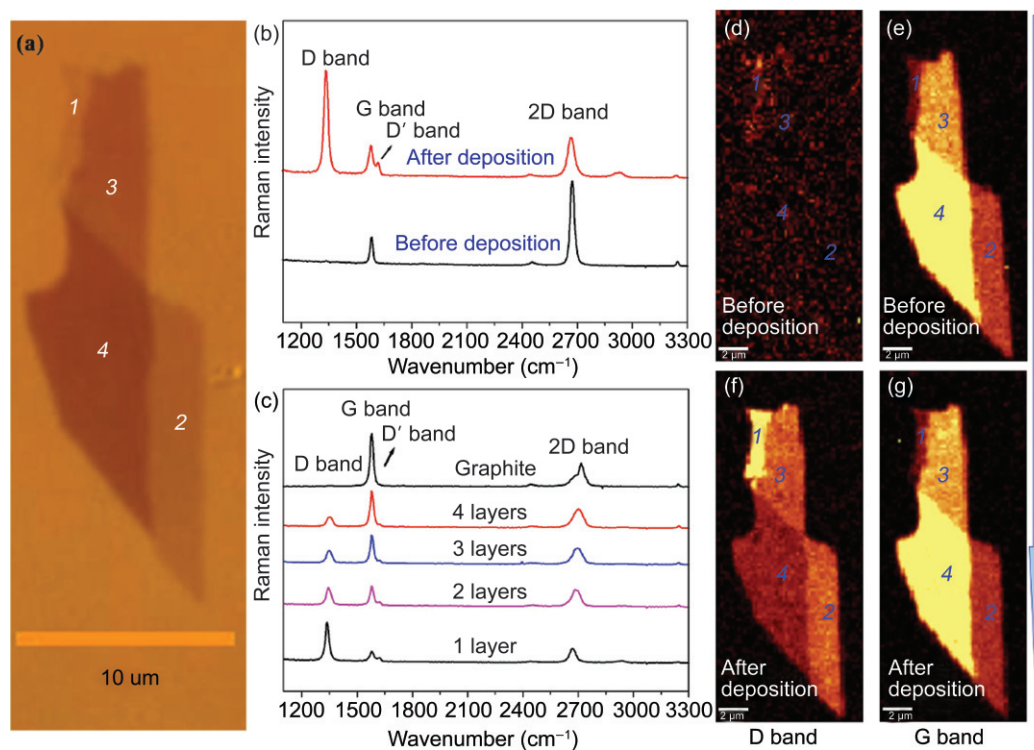 (a)
1
3
4
2
10 um
(b)
D band
G band
D′ band
2D band
After deposition
Before deposition
Raman intensity
1200 1500 1800 2100 2400 2700 3000 3300
Wavenumber (cm−1)
(c)
G band
D′ band
D band
2D band
Graphite
4 layers
3 layers
2 layers
1 layer
Raman intensity
1200 1500 1800 2100 2400 2700 3000 3300
Wavenumber (cm−1)
(d)
1
3
4
2
Before
deposition
2 µm
(e)
1
3
4
2
Before
deposition
2 µm
(f)
1
3
4
2
After
deposition
2 µm
D band
(g)
1
3
4
2
After
deposition
2 µm
G band